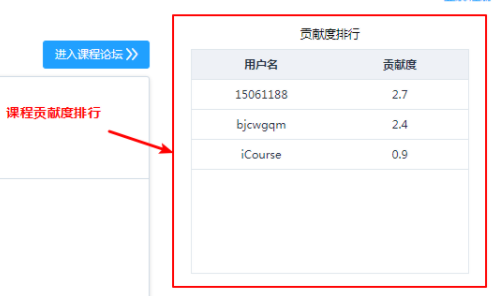 贡献度排行
进入课程论坛
用户名 贡献度
15061188 2.7
课程贡献度排行
bjcwgqm 2.4
iCourse 0.9